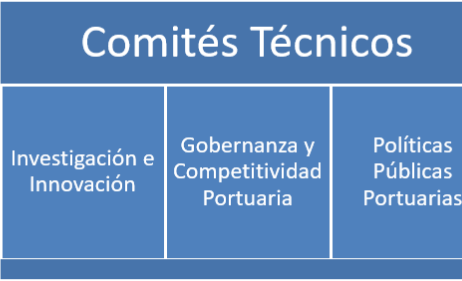 Comités Técnicos
Investigación e
Innovación
Gobernanza y
Competitividad
Portuaria
Políticas
Públicas
Portuarias